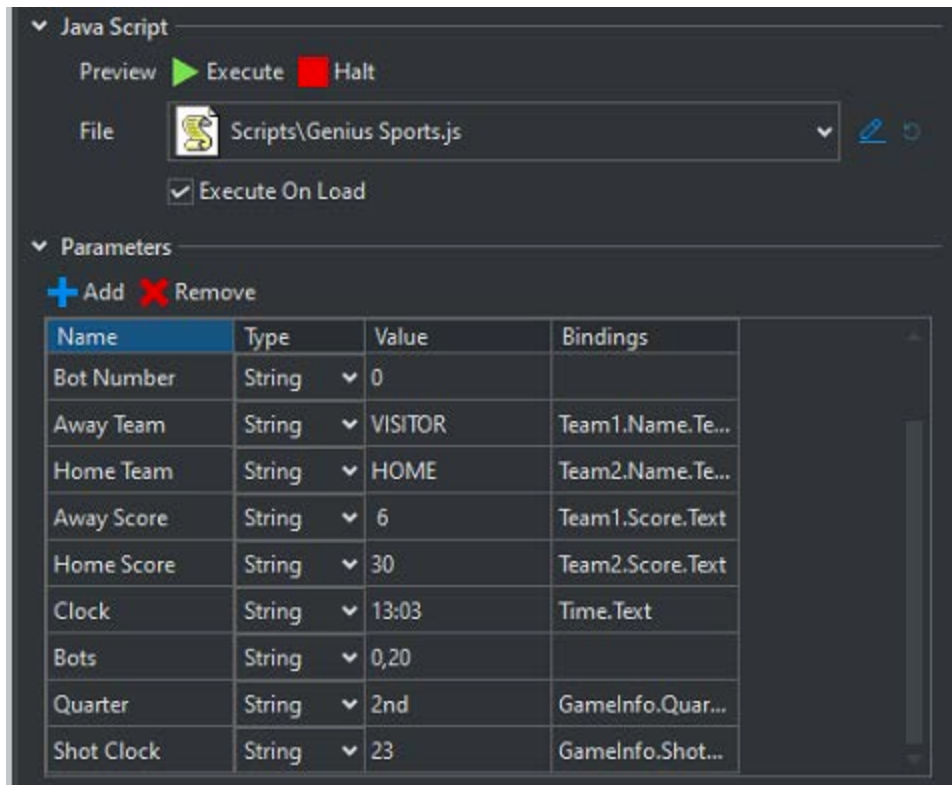 Java Script
Preview Execute Halt
File Scripts\Genius Sports.js
Execute On Load
Parameters
Add Remove
Name Type Value Bindings
Bot Number String 0
Away Team String VISITOR Team1.Name.Te...
Home Team String HOME Team2.Name.Te...
Away Score String 6 Team1.Score.Text
Home Score String 30 Team2.Score.Text
Clock String 13:03 Time.Text
Bots String 0,20
Quarter String 2nd GameInfo.Quar...
Shot Clock String 23 GameInfo.Shot...